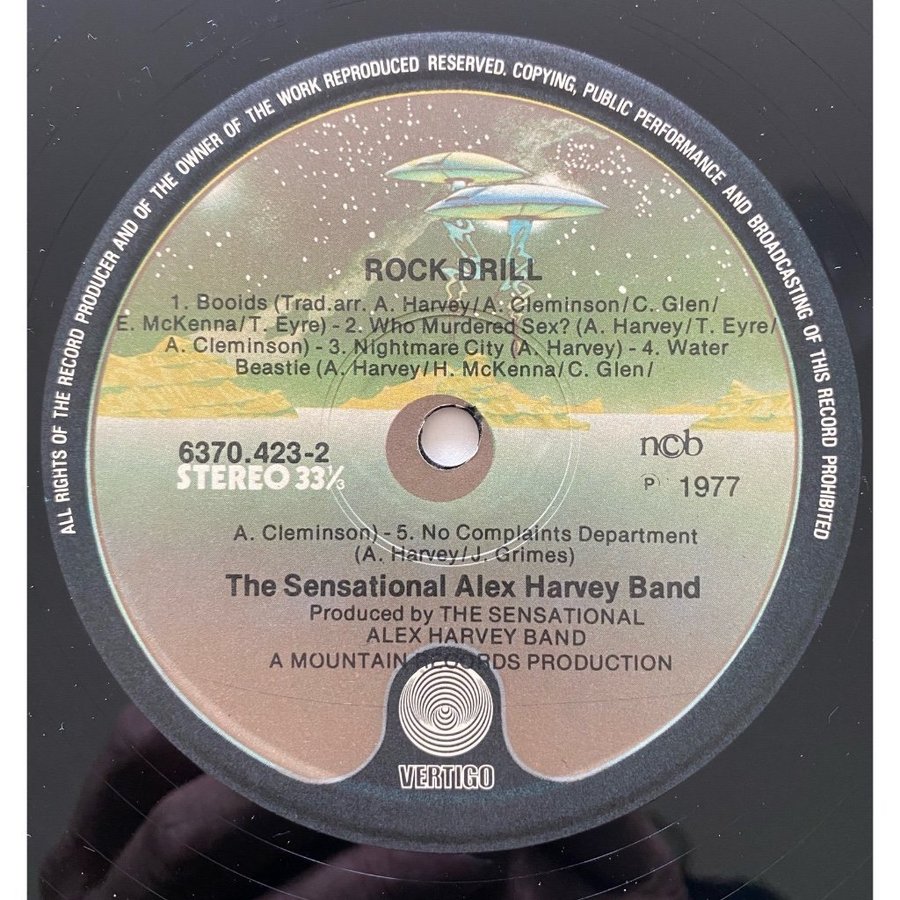 ALL RIGHTS OF THE RECORD PRODUCER AND OF THE OWNER OF THE WORK REPRODUCED RESERVED. COPYING, PUBLIC PERFORMANCE AND BROADCASTING OF THIS RECORD PROHIBITED
ROCK DRILL
1. Booids (Trad.arr. A. Harvey/A. Cleminson/C. Glen/
E. McKenna/T. Eyre) - 2. Who Murdered Sex? (A. Harvey/T. Eyre/
A. Cleminson) - 3. Nightmare City (A. Harvey) - 4. Water
Beastie (A. Harvey/H. McKenna/C. Glen/
6370.423-2
STEREO 33⅓
ncb
℗ 1977
A. Cleminson) - 5. No Complaints Department
(A. Harvey/J. Grimes)
The Sensational Alex Harvey Band
Produced by THE SENSATIONAL
ALEX HARVEY BAND
A MOUNTAIN RECORDS PRODUCTION
VERTIGO